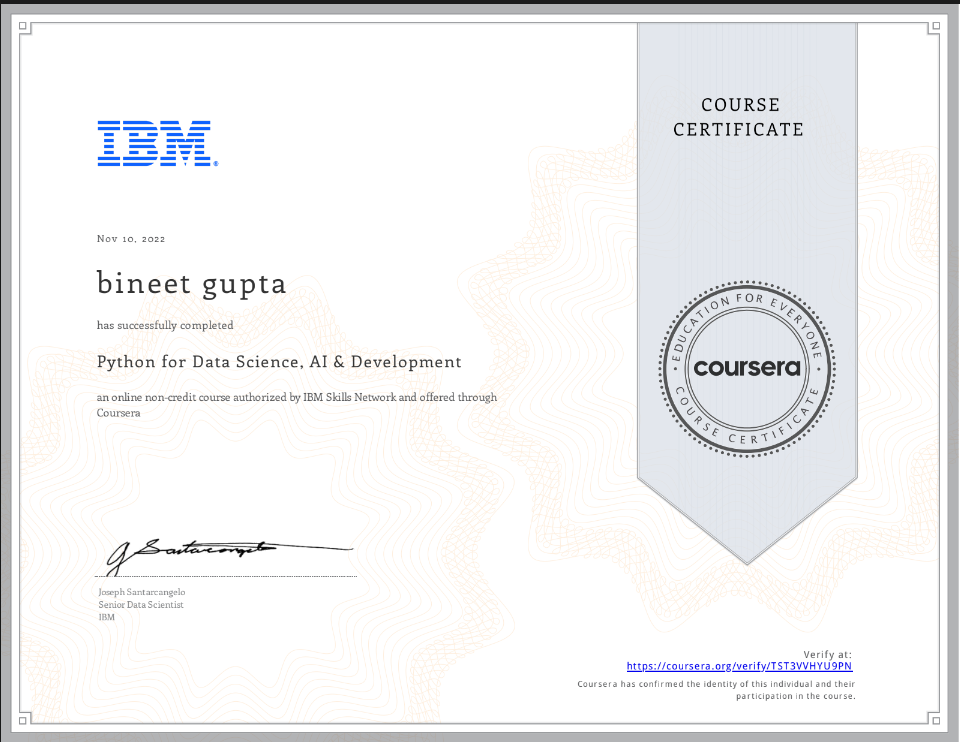 COURSE
CERTIFICATE
IBM®
Nov 10, 2022
bineet gupta
has successfully completed
Python for Data Science, AI & Development
an online non-credit course authorized by IBM Skills Network and offered through
Coursera
EDUCATION FOR EVERYONE
coursera
COURSE CERTIFICATE
J Santarcangelo
Joseph Santarcangelo
Senior Data Scientist
IBM
Verify at:
https://coursera.org/verify/TST3VVHYU9PN
Coursera has confirmed the identity of this individual and their
participation in the course.